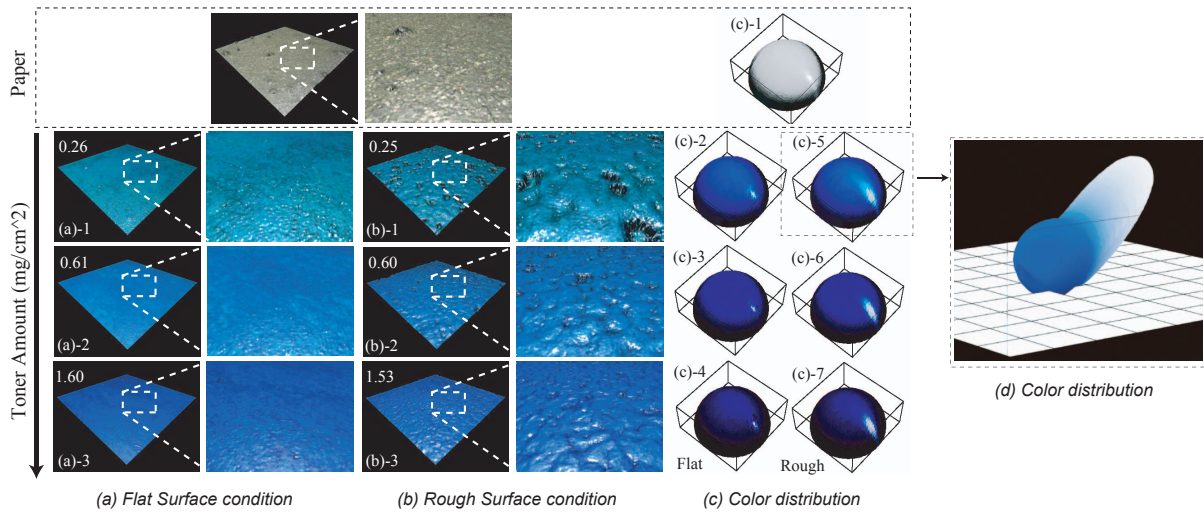 Paper
(c)-1
Toner Amount (mg/cm^2)
0.26
(a)-1
0.25
(b)-1
(c)-2
(c)-5
0.61
(a)-2
0.60
(b)-2
(c)-3
(c)-6
1.60
(a)-3
1.53
(b)-3
(c)-4
(c)-7
Flat
Rough
(a) Flat Surface condition
(b) Rough Surface condition
(c) Color distribution
(d) Color distribution